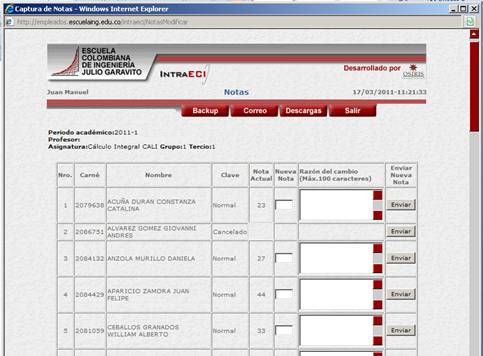 Captura de Notas - Windows Internet Explorer
http://empleados.escuelaing.edu.co/intraeci/NotasModificar
ESCUELA
COLOMBIANA
DE INGENIERÍA
JULIO GARAVITO
INTRAECI
Desarrollado por
OSIRIS
Juan Manuel Notas 17/03/2011-11:21:33
Backup Correo Descargas Salir
Periodo académico:2011-1
Profesor:
Asignatura:Cálculo Integral CALI Grupo:1 Tercio:1
Nro. Carné Nombre Clave Nota Actual Nueva Nota Razón del cambio (Máx.100 caracteres) Enviar Nueva Nota
1 2079638 ACUÑA DURAN CONSTANZA CATALINA Normal 23 Enviar
2 2086751 ALVAREZ GOMEZ GIOVANNI ANDRES Cancelado
3 2084132 ANZOLA MURILLO DANIELA Normal 27 Enviar
4 2084429 APARICIO ZAMORA JUAN FELIPE Normal 44 Enviar
5 2081059 CEBALLOS GRANADOS WILLIAM ALBERTO Normal 33 Enviar